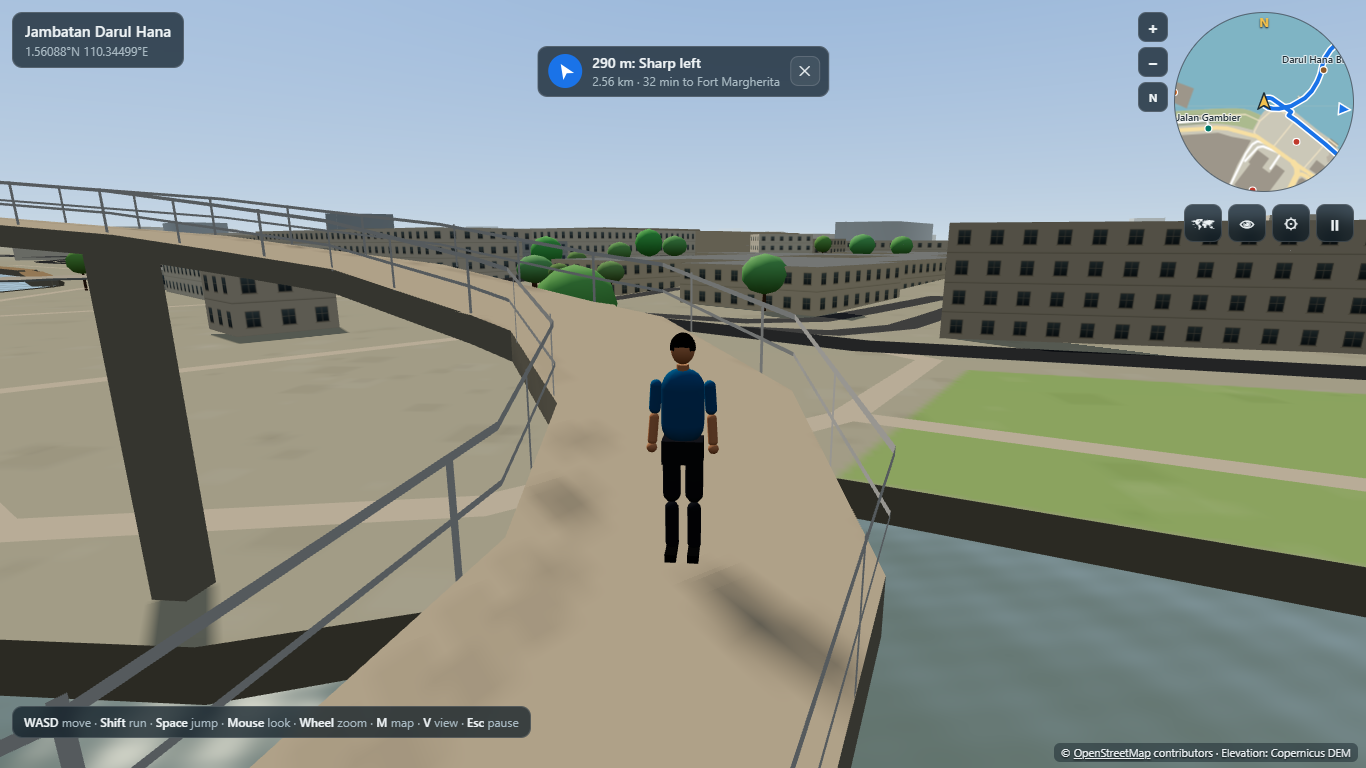 Jambatan Darul Hana
1.56088°N 110.34499°E
290 m: Sharp left
2.56 km · 32 min to Fort Margherita
+
−
N
N
Darul Hana B
Jalan Gambier
WASD move · Shift run · Space jump · Mouse look · Wheel zoom · M map · V view · Esc pause
© OpenStreetMap contributors · Elevation: Copernicus DEM